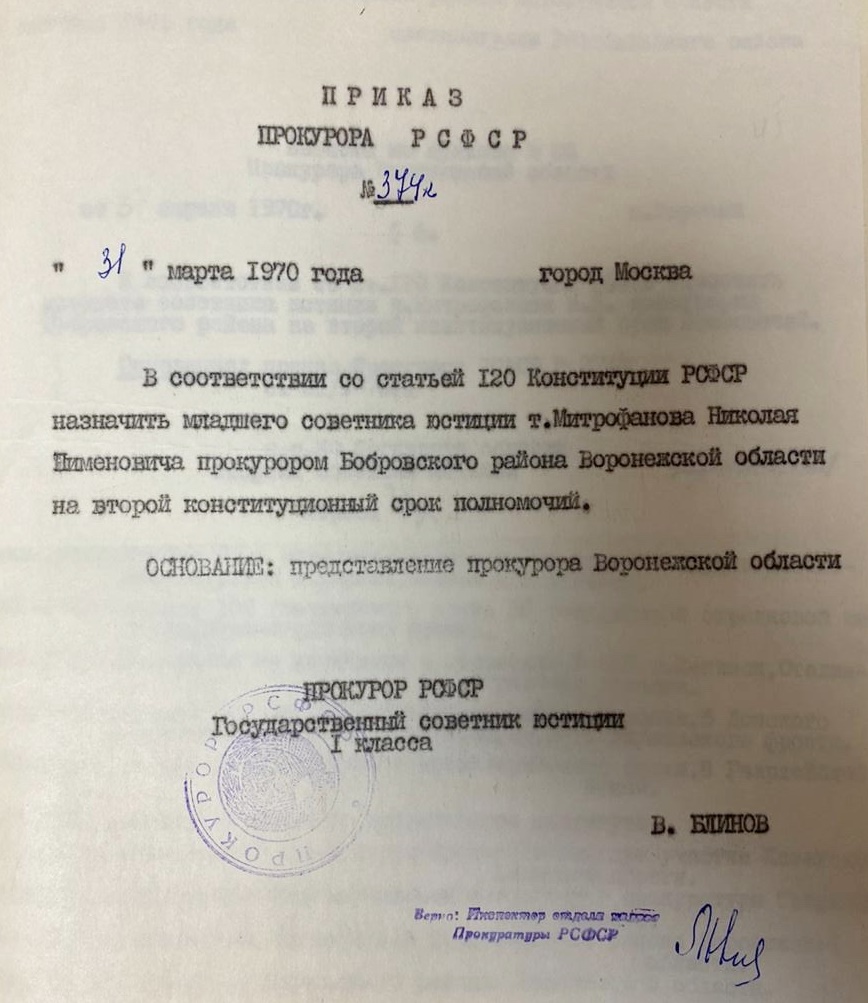 П Р И К А З
ПРОКУРОРА Р С Ф С Р
№ 374л
" 31 " марта 1970 года город Москва
В соответствии со статьей 120 Конституции РСФСР
назначить младшего советника юстиции т.Митрофанова Николая
Пименовича прокурором Бобровского района Воронежской области
на второй конституционный срок полномочий.
ОСНОВАНИЕ: представление прокурора Воронежской области
ПРОКУРОР РСФСР
Государственный советник юстиции
I класса
ПРОКУРОР РСФСР
В. БЛИНОВ
Верно: Инспектор отдела
Прокуратуры РСФСР